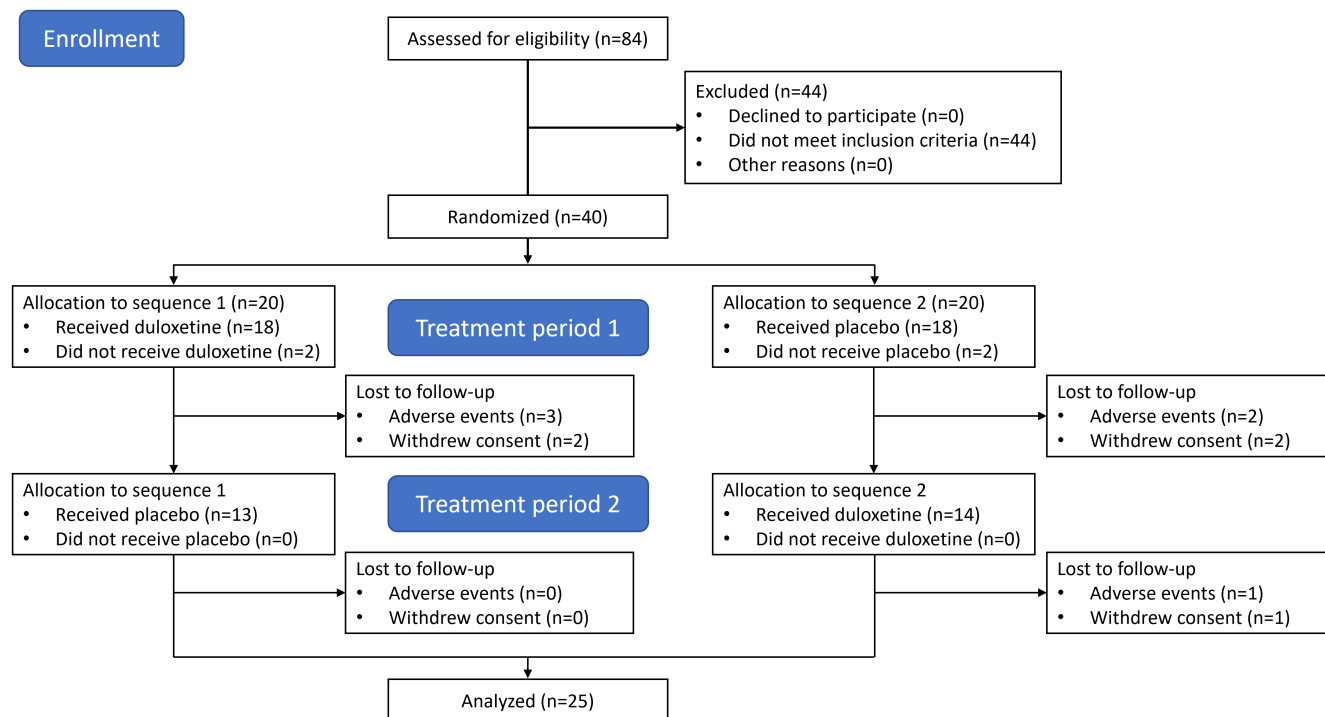 Enrollment
Assessed for eligibility (n=84)
Excluded (n=44)
• Declined to participate (n=0)
• Did not meet inclusion criteria (n=44)
• Other reasons (n=0)
Randomized (n=40)
Allocation to sequence 1 (n=20)
• Received duloxetine (n=18)
• Did not receive duloxetine (n=2)
Treatment period 1
Allocation to sequence 2 (n=20)
• Received placebo (n=18)
• Did not receive placebo (n=2)
Lost to follow-up
• Adverse events (n=3)
• Withdrew consent (n=2)
Lost to follow-up
• Adverse events (n=2)
• Withdrew consent (n=2)
Allocation to sequence 1
• Received placebo (n=13)
• Did not receive placebo (n=0)
Treatment period 2
Allocation to sequence 2
• Received duloxetine (n=14)
• Did not receive duloxetine (n=0)
Lost to follow-up
• Adverse events (n=0)
• Withdrew consent (n=0)
Lost to follow-up
• Adverse events (n=1)
• Withdrew consent (n=1)
Analyzed (n=25)